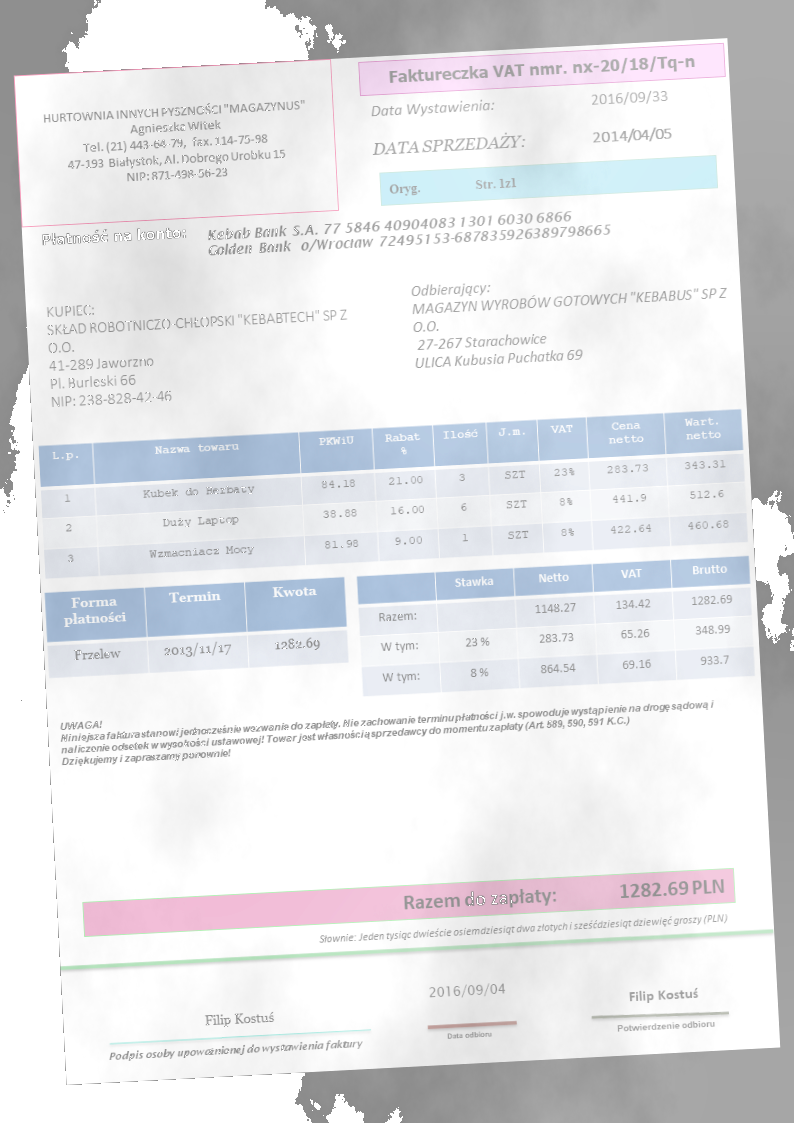 HURTOWNIA INNYCH PYSZNOŚCI "MAGAZYNUS"
Agnieszka Witek
Tel. (21) 443-64-79, fax. 114-75-98
47-193 Białystok, Al. Dobrego Urobku 15
NIP: 871-498-56-23
Faktureczka VAT nmr. nx-20/18/Tq-n
Data Wystawienia: 2016/09/33
DATA SPRZEDAŻY: 2014/04/05
Oryg. Str. 1z1
Płatność na konto: Kebab Bank S.A. 77 5846 40904083 1301 6030 6866
Golden Bank o/Wrocław 72495153-687835926389798665
KUPIEC:
SKŁAD ROBOTNICZO-CHŁOPSKI "KEBABTECH" SP Z
O.O.
41-289 Jaworzno
Pl. Burleski 66
NIP: 238-828-42-46
Odbierający:
MAGAZYN WYROBÓW GOTOWYCH "KEBABUS" SP Z
O.O.
27-267 Starachowice
ULICA Kubusia Puchatka 69
L.p. Nazwa towaru PKWiU Rabat % Ilość J.m. VAT Cena netto Wart. netto
1 Kubek do Herbaty 84.18 21.00 3 SZT 23% 283.73 343.31
2 Duży Laptop 38.88 16.00 6 SZT 8% 441.9 512.6
3 Wzmacniacz Mocy 81.98 9.00 1 SZT 8% 422.64 460.68
Forma płatności Termin Kwota
Przelew 2013/11/17 1282.69
Stawka Netto VAT Brutto
Razem: 1148.27 134.42 1282.69
W tym: 23 % 283.73 65.26 348.99
W tym: 8 % 864.54 69.16 933.7
UWAGA!
Niniejsza faktura stanowi jednocześnie wezwanie do zapłaty. Nie zachowanie terminu płatności j.w. spowoduje wystąpienie na drogę sądową i
naliczenie odsetek w wysokości ustawowej! Towar jest własnością sprzedawcy do momentu zapłaty (Art. 589, 590, 591 K.C.)
Dziękujemy i zapraszamy ponownie!
Razem do zapłaty: 1282.69 PLN
Słownie: Jeden tysiąc dwieście osiemdziesiąt dwa złotych i sześćdziesiąt dziewięć groszy (PLN)
Filip Kostuś
Podpis osoby upoważnionej do wystawienia faktury
2016/09/04
Data odbioru
Filip Kostuś
Potwierdzenie odbioru